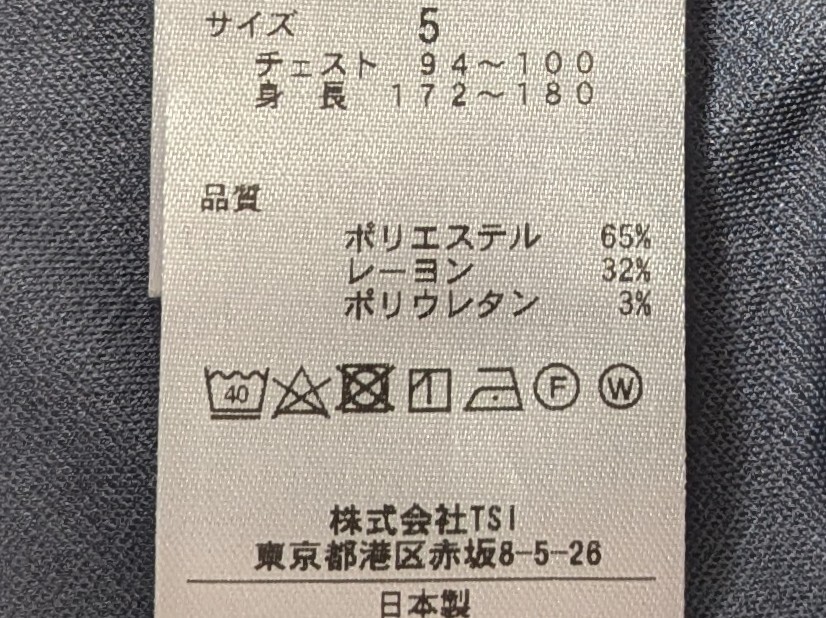 サイズ 5
チェスト 94～100
身長 172～180
品質
ポリエステル 65%
レーヨン 32%
ポリウレタン 3%
40 F W
株式会社TSI
東京都港区赤坂8-5-26
日本製